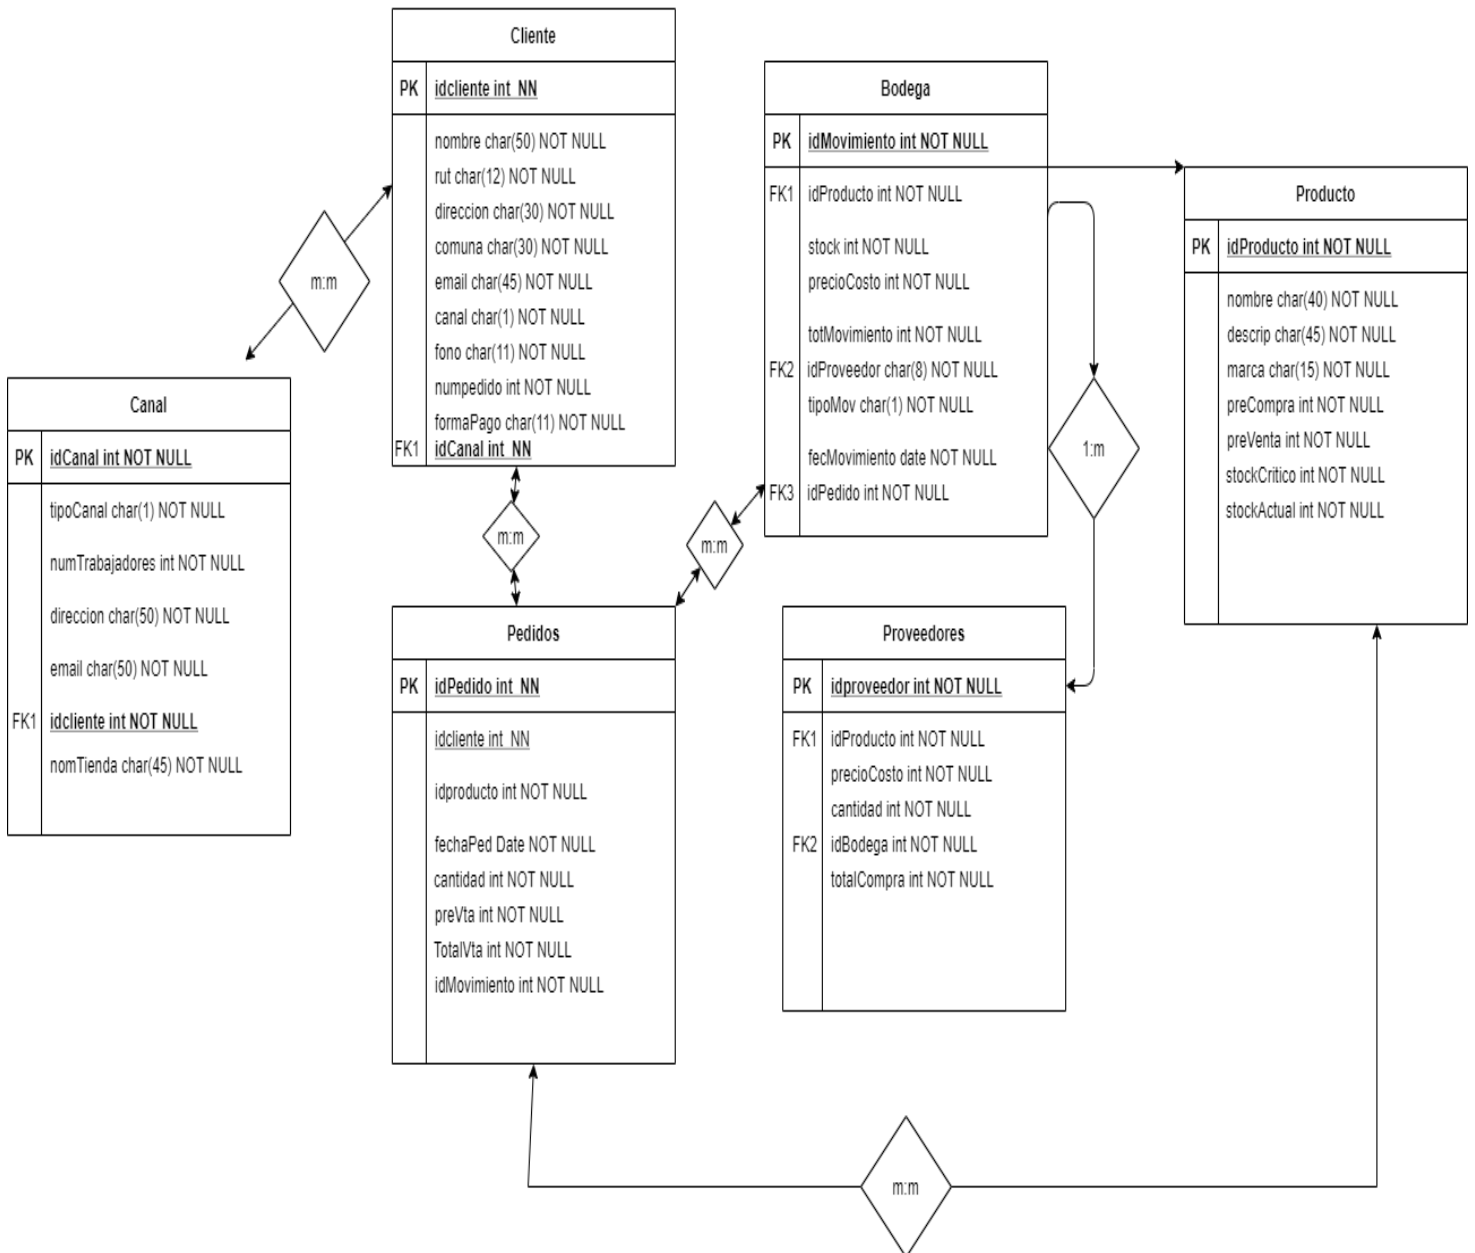 Cliente
PK idcliente int NN
nombre char(50) NOT NULL
rut char(12) NOT NULL
direccion char(30) NOT NULL
comuna char(30) NOT NULL
email char(45) NOT NULL
canal char(1) NOT NULL
fono char(11) NOT NULL
numpedido int NOT NULL
formaPago char(11) NOT NULL
FK1 idCanal int NN
Bodega
PK idMovimiento int NOT NULL
FK1 idProducto int NOT NULL
stock int NOT NULL
precioCosto int NOT NULL
totMovimiento int NOT NULL
FK2 idProveedor char(8) NOT NULL
tipoMov char(1) NOT NULL
fecMovimiento date NOT NULL
FK3 idPedido int NOT NULL
Producto
PK idProducto int NOT NULL
nombre char(40) NOT NULL
descrip char(45) NOT NULL
marca char(15) NOT NULL
preCompra int NOT NULL
preVenta int NOT NULL
stockCritico int NOT NULL
stockActual int NOT NULL
m:m
1:m
Canal
PK idCanal int NOT NULL
tipoCanal char(1) NOT NULL
numTrabajadores int NOT NULL
direccion char(50) NOT NULL
email char(50) NOT NULL
FK1 idcliente int NOT NULL
nomTienda char(45) NOT NULL
m:m
m:m
Pedidos
PK idPedido int NN
idcliente int NN
idproducto int NOT NULL
fechaPed Date NOT NULL
cantidad int NOT NULL
preVta int NOT NULL
TotalVta int NOT NULL
idMovimiento int NOT NULL
Proveedores
PK idproveedor int NOT NULL
FK1 idProducto int NOT NULL
precioCosto int NOT NULL
cantidad int NOT NULL
FK2 idBodega int NOT NULL
totalCompra int NOT NULL
m:m